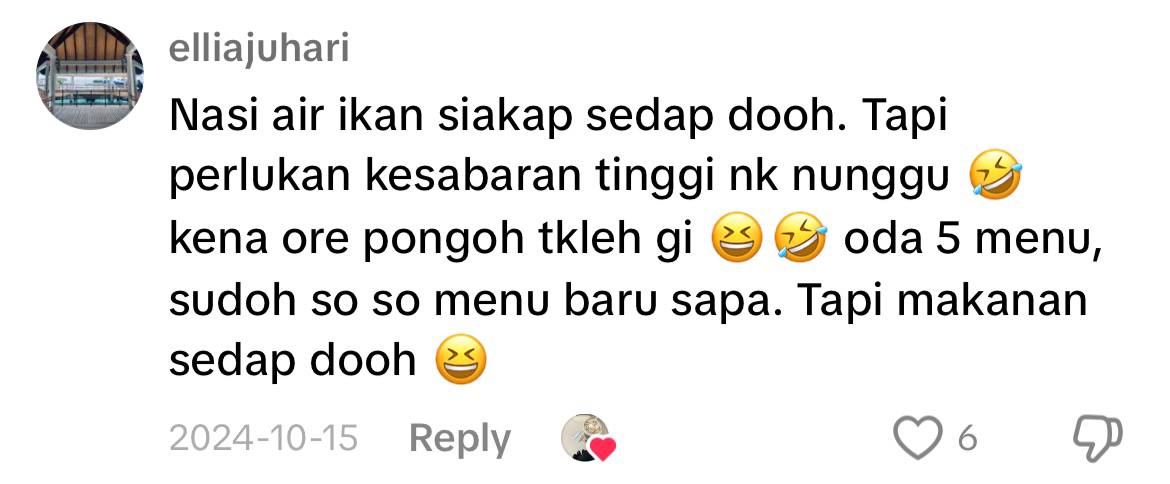 elliajuhari
Nasi air ikan siakap sedap dooh. Tapi
perlukan kesabaran tinggi nk nunggu 🤣
kena ore pongoh tkleh gi 😆🤣 oda 5 menu,
sudoh so so menu baru sapa. Tapi makanan
sedap dooh 😆
2024-10-15 Reply 6